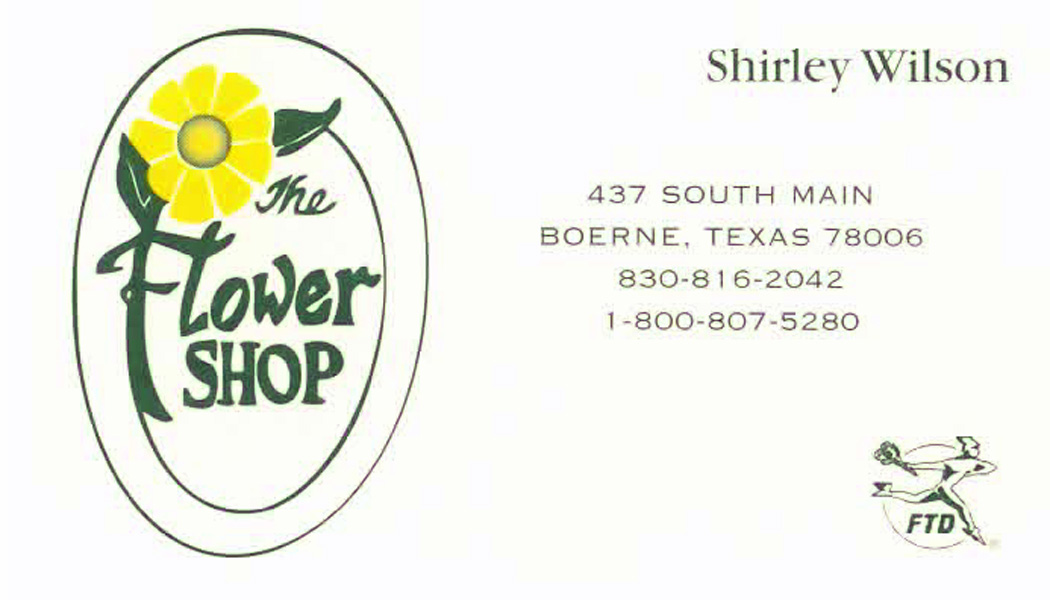 The
Flower
SHOP
Shirley Wilson
437 SOUTH MAIN
BOERNE, TEXAS 78006
830-816-2042
1-800-807-5280
FTD